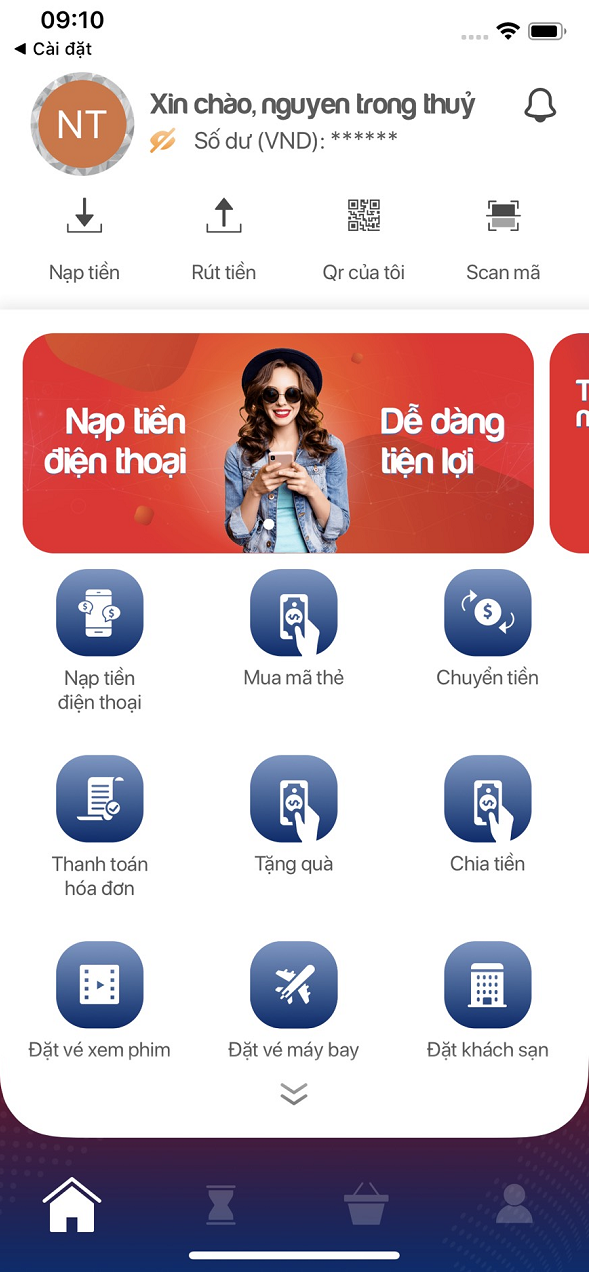 09:10
◀ Cài đặt
NT
Xin chào, nguyen trong thuỷ
Số dư (VND): ******
Nạp tiền
Rút tiền
Qr của tôi
Scan mã
Nạp tiền
điện thoại
Dễ dàng
tiện lợi
Nạp tiền
điện thoại
Mua mã thẻ
Chuyển tiền
Thanh toán
hóa đơn
Tặng quà
Chia tiền
Đặt vé xem phim
Đặt vé máy bay
Đặt khách sạn